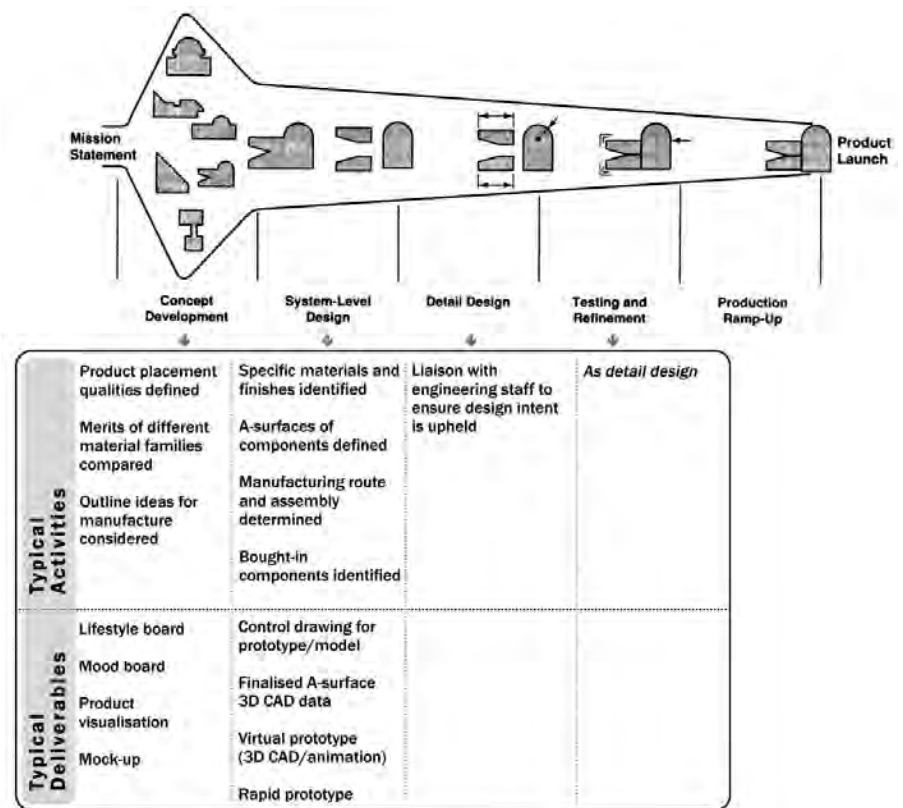 Mission
Statement
Product
Launch
Concept
Development
System-Level
Design
Detail Design
Testing and
Refinement
Production
Ramp-Up
Typical
Activities
Product placement
qualities defined
Merits of different
material families
compared
Outline ideas for
manufacture
considered
Specific materials and
finishes identified
A-surfaces of
components defined
Manufacturing route
and assembly
determined
Bought-in
components identified
Liaison with
engineering staff to
ensure design intent
is upheld
As detail design
Typical
Deliverables
Lifestyle board
Mood board
Product
visualisation
Mock-up
Control drawing for
prototype/model
Finalised A-surface
3D CAD data
Virtual prototype
(3D CAD/animation)
Rapid prototype